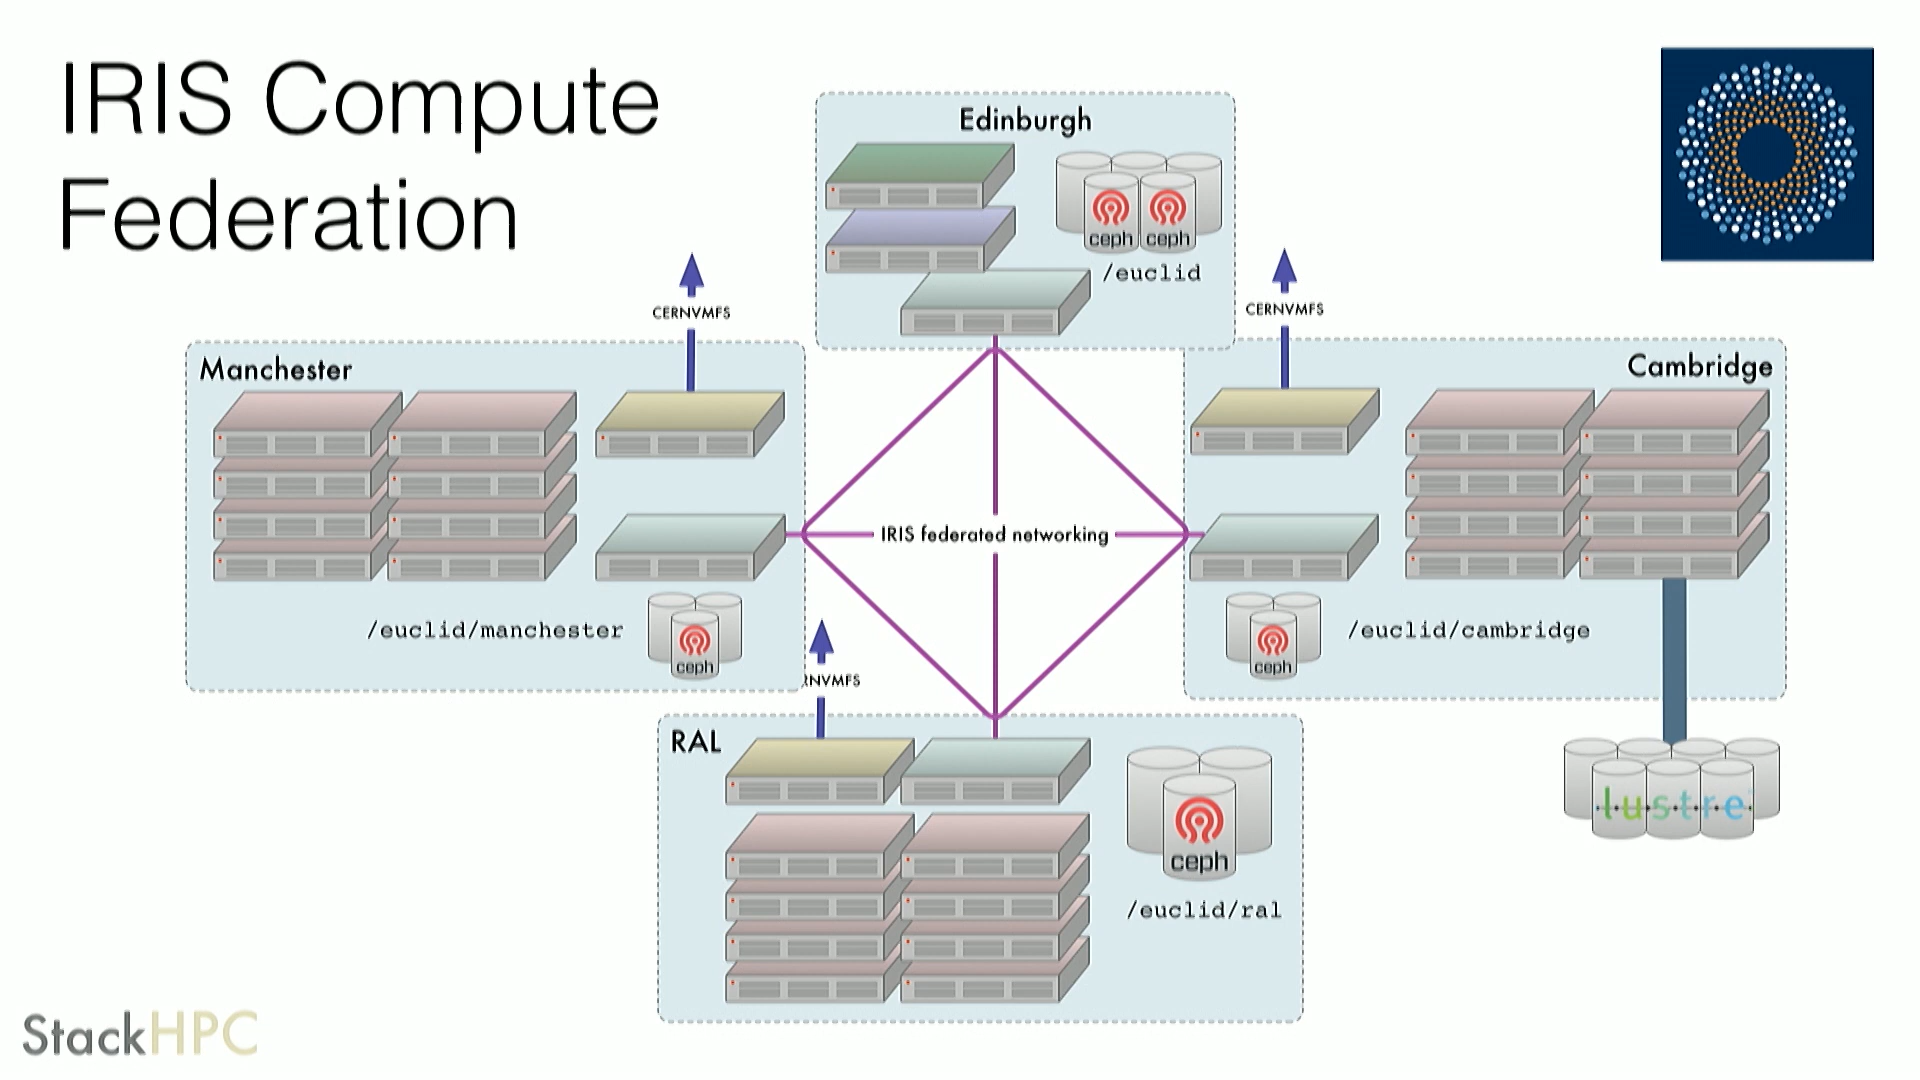 IRIS Compute
Federation
Edinburgh
ceph ceph
/euclid
CERNVMFS
CERNVMFS
Manchester
Cambridge
IRIS federated networking
/euclid/manchester
ceph
ceph
/euclid/cambridge
RNVMFS
RAL
lustre
ceph
/euclid/ral
StackHPC